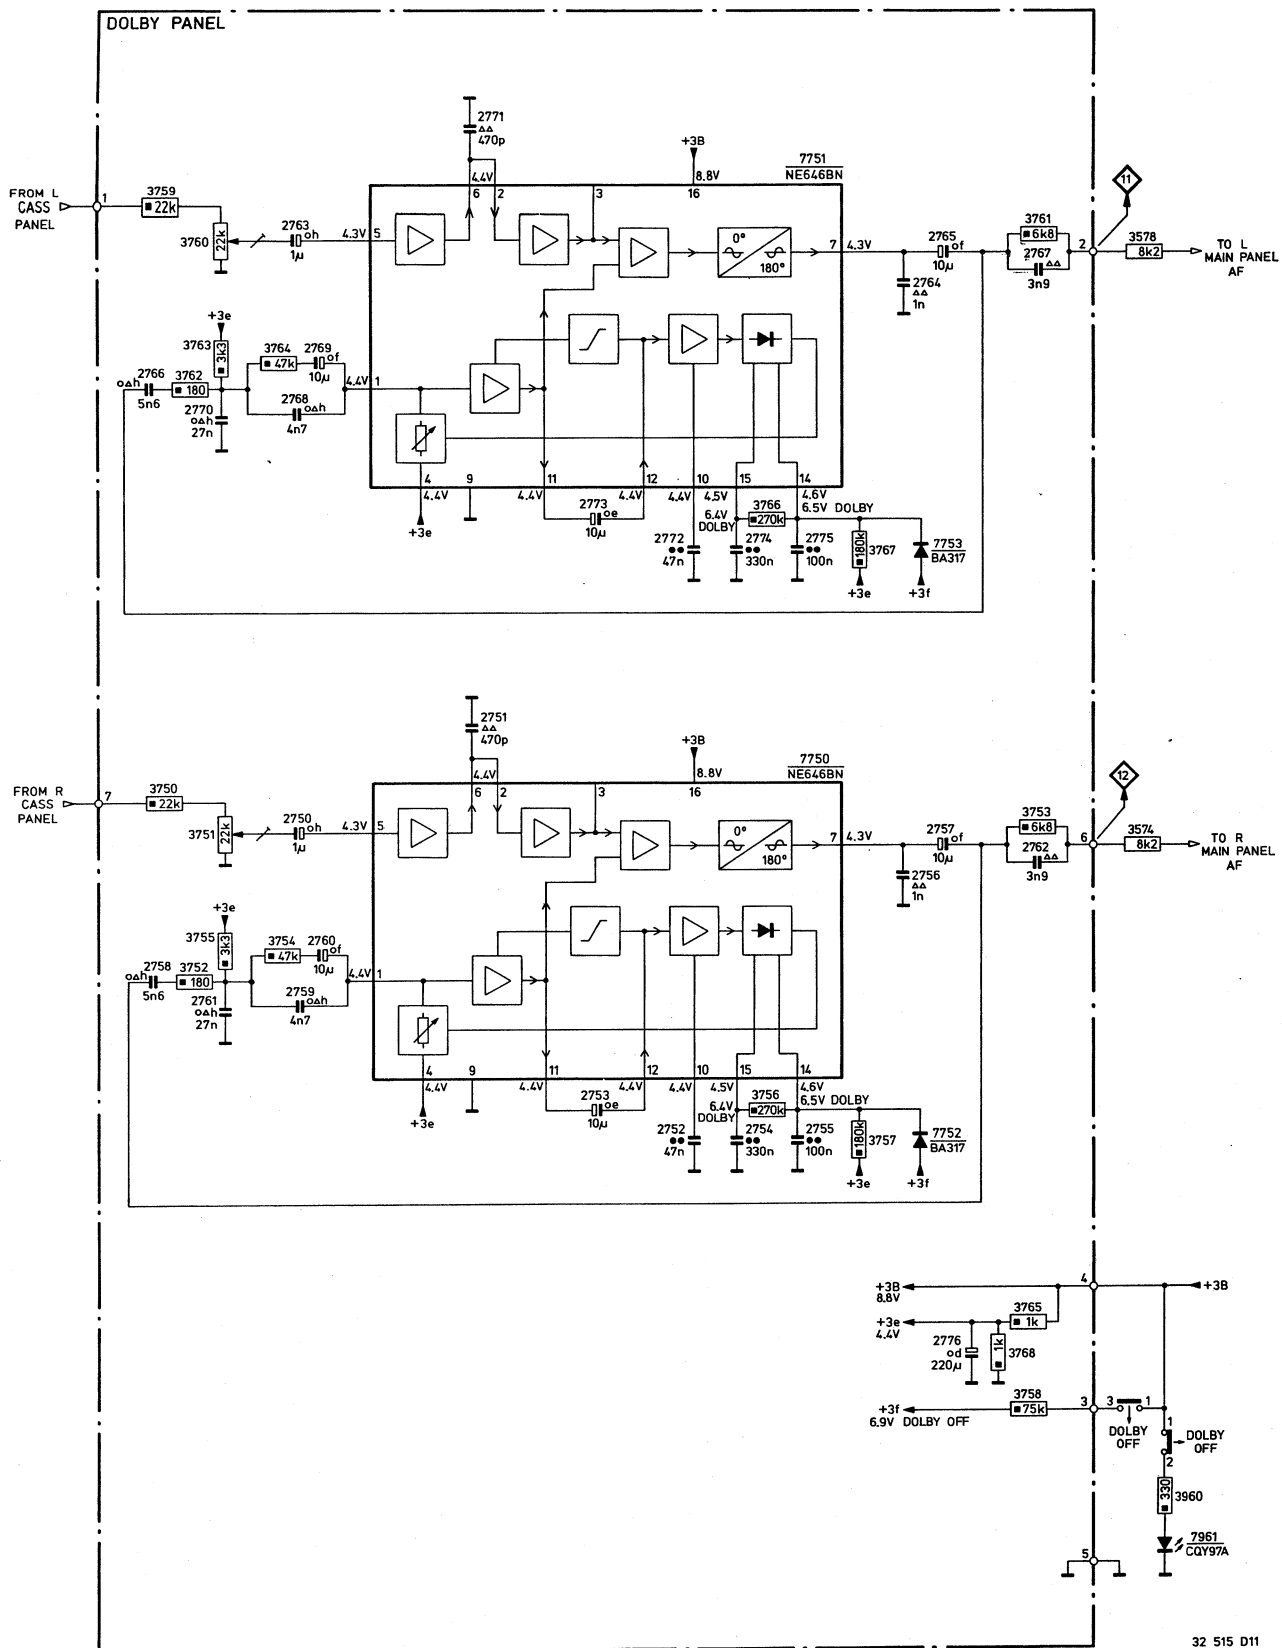 DOLBY PANEL
2771
△△
470p
+3B
7751
NE646BN
4.4V
8.8V
6
2
3
16
11
FROM L
CASS
PANEL
1
3759
22k
3760
22k
2763
oh
1µ
4.3V
5
0°
180°
7
4.3V
2765
of
10µ
2764
△△
1n
3761
6k8
2767
△△
3n9
2
3578
8k2
TO L
MAIN PANEL
AF
+3e
3763
3k3
3764
47k
2769
of
10µ
2766
o△h
5n6
3762
180
2770
o△h
27n
2768
o△h
4n7
4.4V
1
4
9
11
12
10
15
14
4.4V
4.4V
4.4V
4.4V
4.5V
4.6V
+3e
2773
oe
10µ
6.4V
DOLBY
3766
270k
6.5V DOLBY
2772
●●
47n
2774
●●
330n
2775
●●
100n
180k
3767
7753
BA317
+3e
+3f
2751
△△
470p
+3B
7750
NE646BN
4.4V
8.8V
6
2
3
16
12
FROM R
CASS
PANEL
7
3750
22k
3751
22k
2750
oh
1µ
4.3V
5
0°
180°
7
4.3V
2757
of
10µ
2756
△△
1n
3753
6k8
2762
△△
3n9
6
3574
8k2
TO R
MAIN PANEL
AF
+3e
3755
3k3
3754
47k
2760
of
10µ
2758
o△h
5n6
3752
180
2761
o△h
27n
2759
o△h
4n7
4.4V
1
4
9
11
12
10
15
14
4.4V
4.4V
4.4V
4.4V
4.5V
4.6V
+3e
2753
oe
10µ
6.4V
DOLBY
3756
270k
6.5V DOLBY
2752
●●
47n
2754
●●
330n
2755
●●
100n
180k
3757
7752
BA317
+3e
+3f
+3B
8.8V
4
+3B
+3e
4.4V
3765
1k
2776
od
220µ
1k
3768
+3f
6.9V DOLBY OFF
3758
75k
3
3
1
DOLBY
OFF
1
2
DOLBY
OFF
330
3960
7961
CQY97A
5
32 515 D11